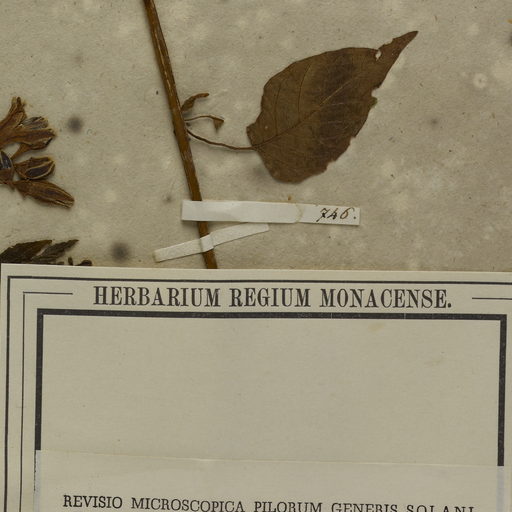 746.
HERBARIUM REGIUM MONACENSE.
REVISIO MICROSCOPICA PILORUM GENERIS SOLANI